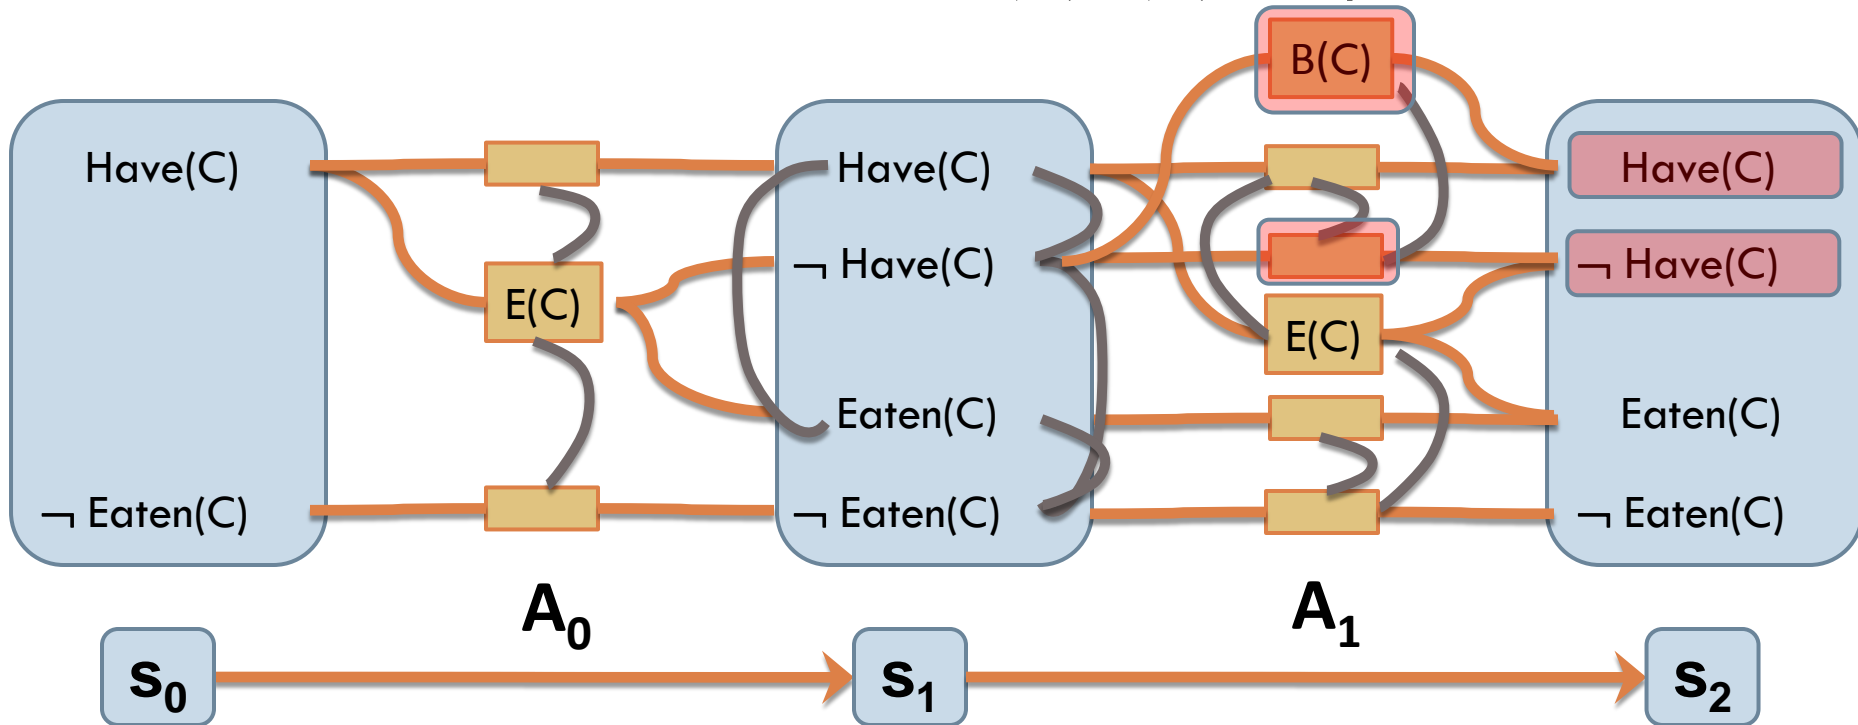 B(C)
Have(C)
Have(C)
Have(C)
¬ Have(C)
¬ Have(C)
E(C)
E(C)
Eaten(C)
Eaten(C)
¬ Eaten(C)
¬ Eaten(C)
¬ Eaten(C)
A0
A1
s0
s1
s2